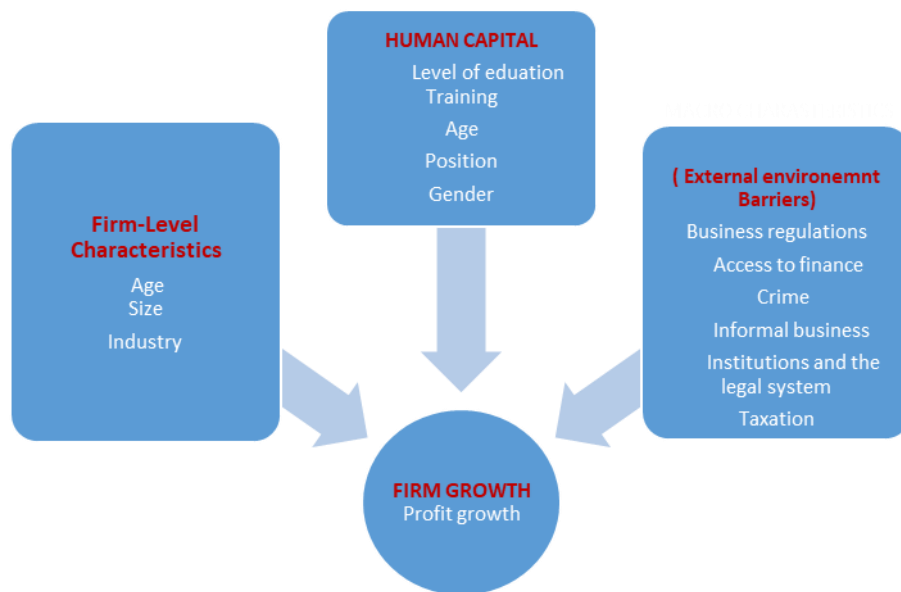 HUMAN CAPITAL
Level of eduation
Training
Age
Position
Gender
Firm-Level
Characteristics
Age
Size
Industry
( External environemnt
Barriers)
Business regulations
Access to finance
Crime
Informal business
Institutions and the
legal system
Taxation
FIRM GROWTH
Profit growth